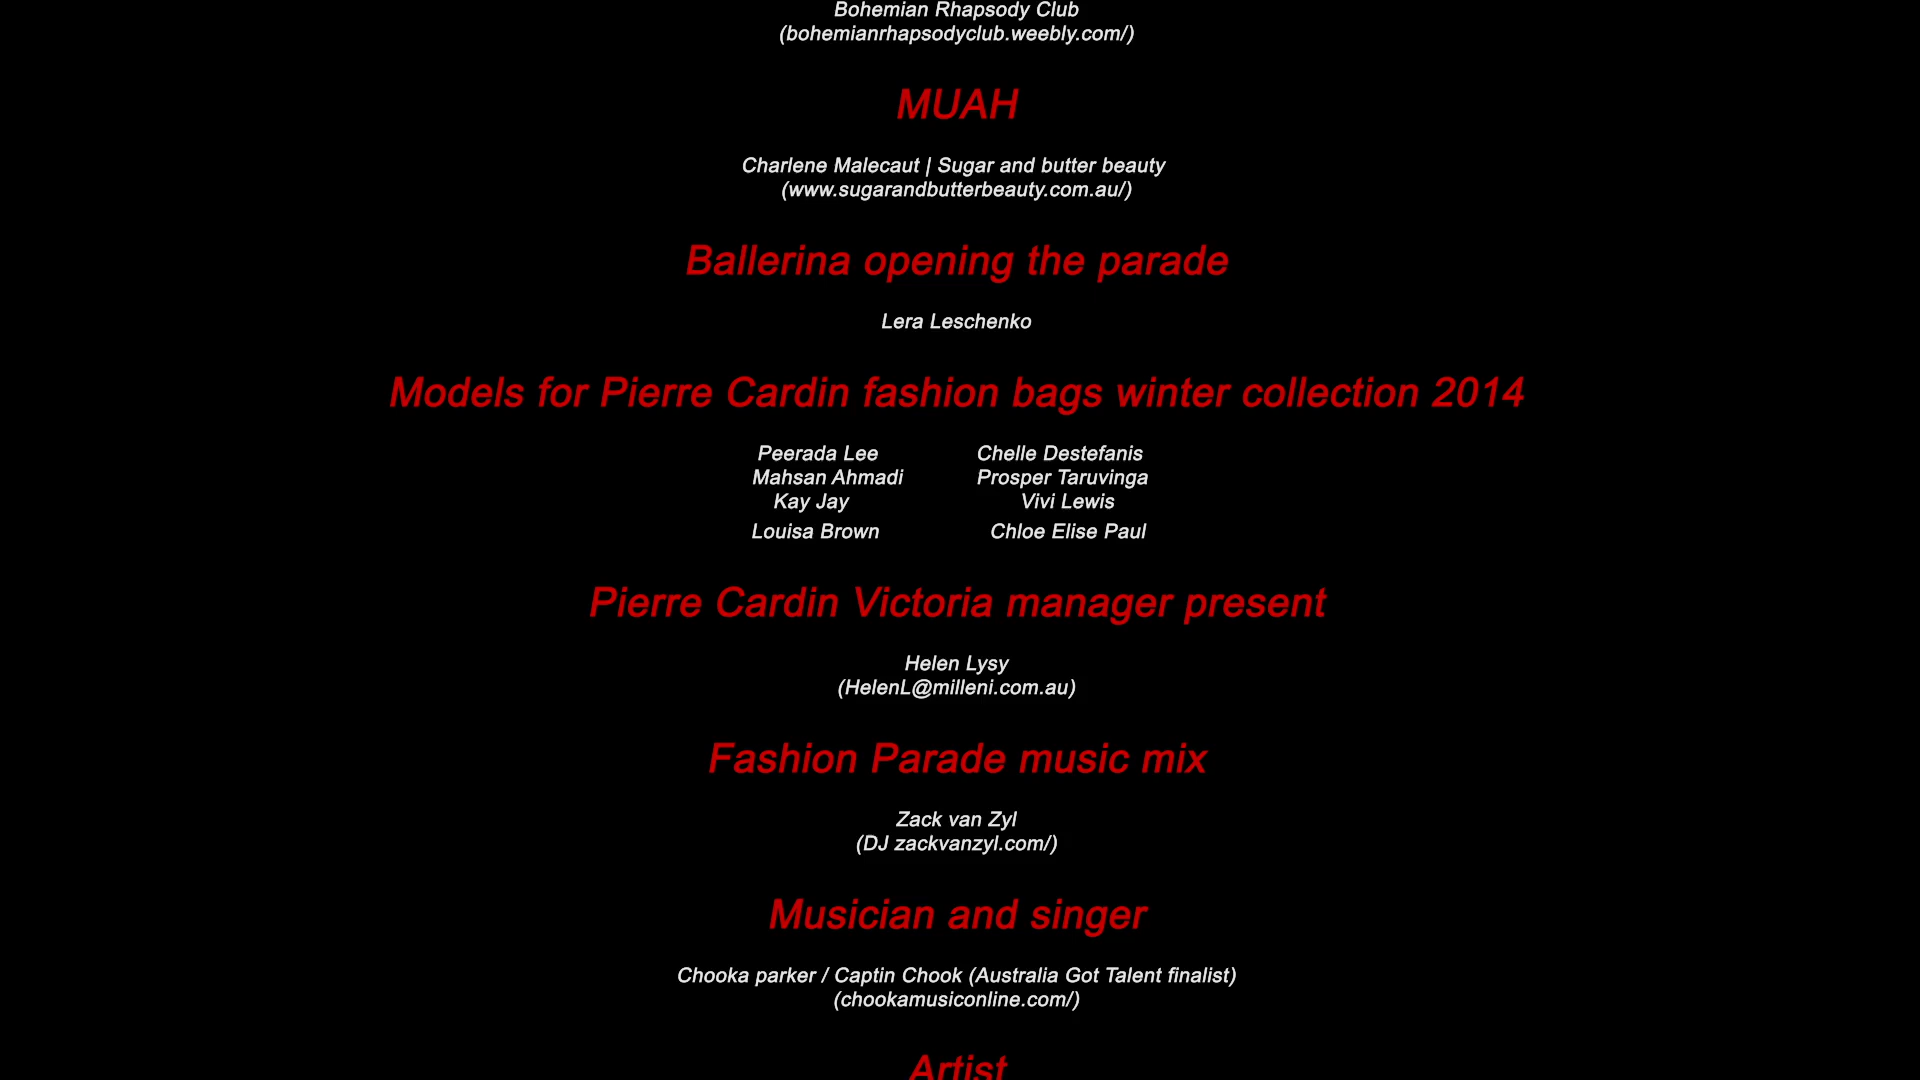 Bohemian Rhapsody Club
(bohemianrhapsodyclub.weebly.com/)
MUAH
Charlene Malecaut | Sugar and butter beauty
(www.sugarandbutterbeauty.com.au/)
Ballerina opening the parade
Lera Leschenko
Models for Pierre Cardin fashion bags winter collection 2014
Peerada Lee Chelle Destefanis
Mahsan Ahmadi Prosper Taruvinga
Kay Jay Vivi Lewis
Louisa Brown Chloe Elise Paul
Pierre Cardin Victoria manager present
Helen Lysy
(HelenL@milleni.com.au)
Fashion Parade music mix
Zack van Zyl
(DJ zackvanzyl.com/)
Musician and singer
Chooka parker / Captin Chook (Australia Got Talent finalist)
(chookamusiconline.com/)
Artist